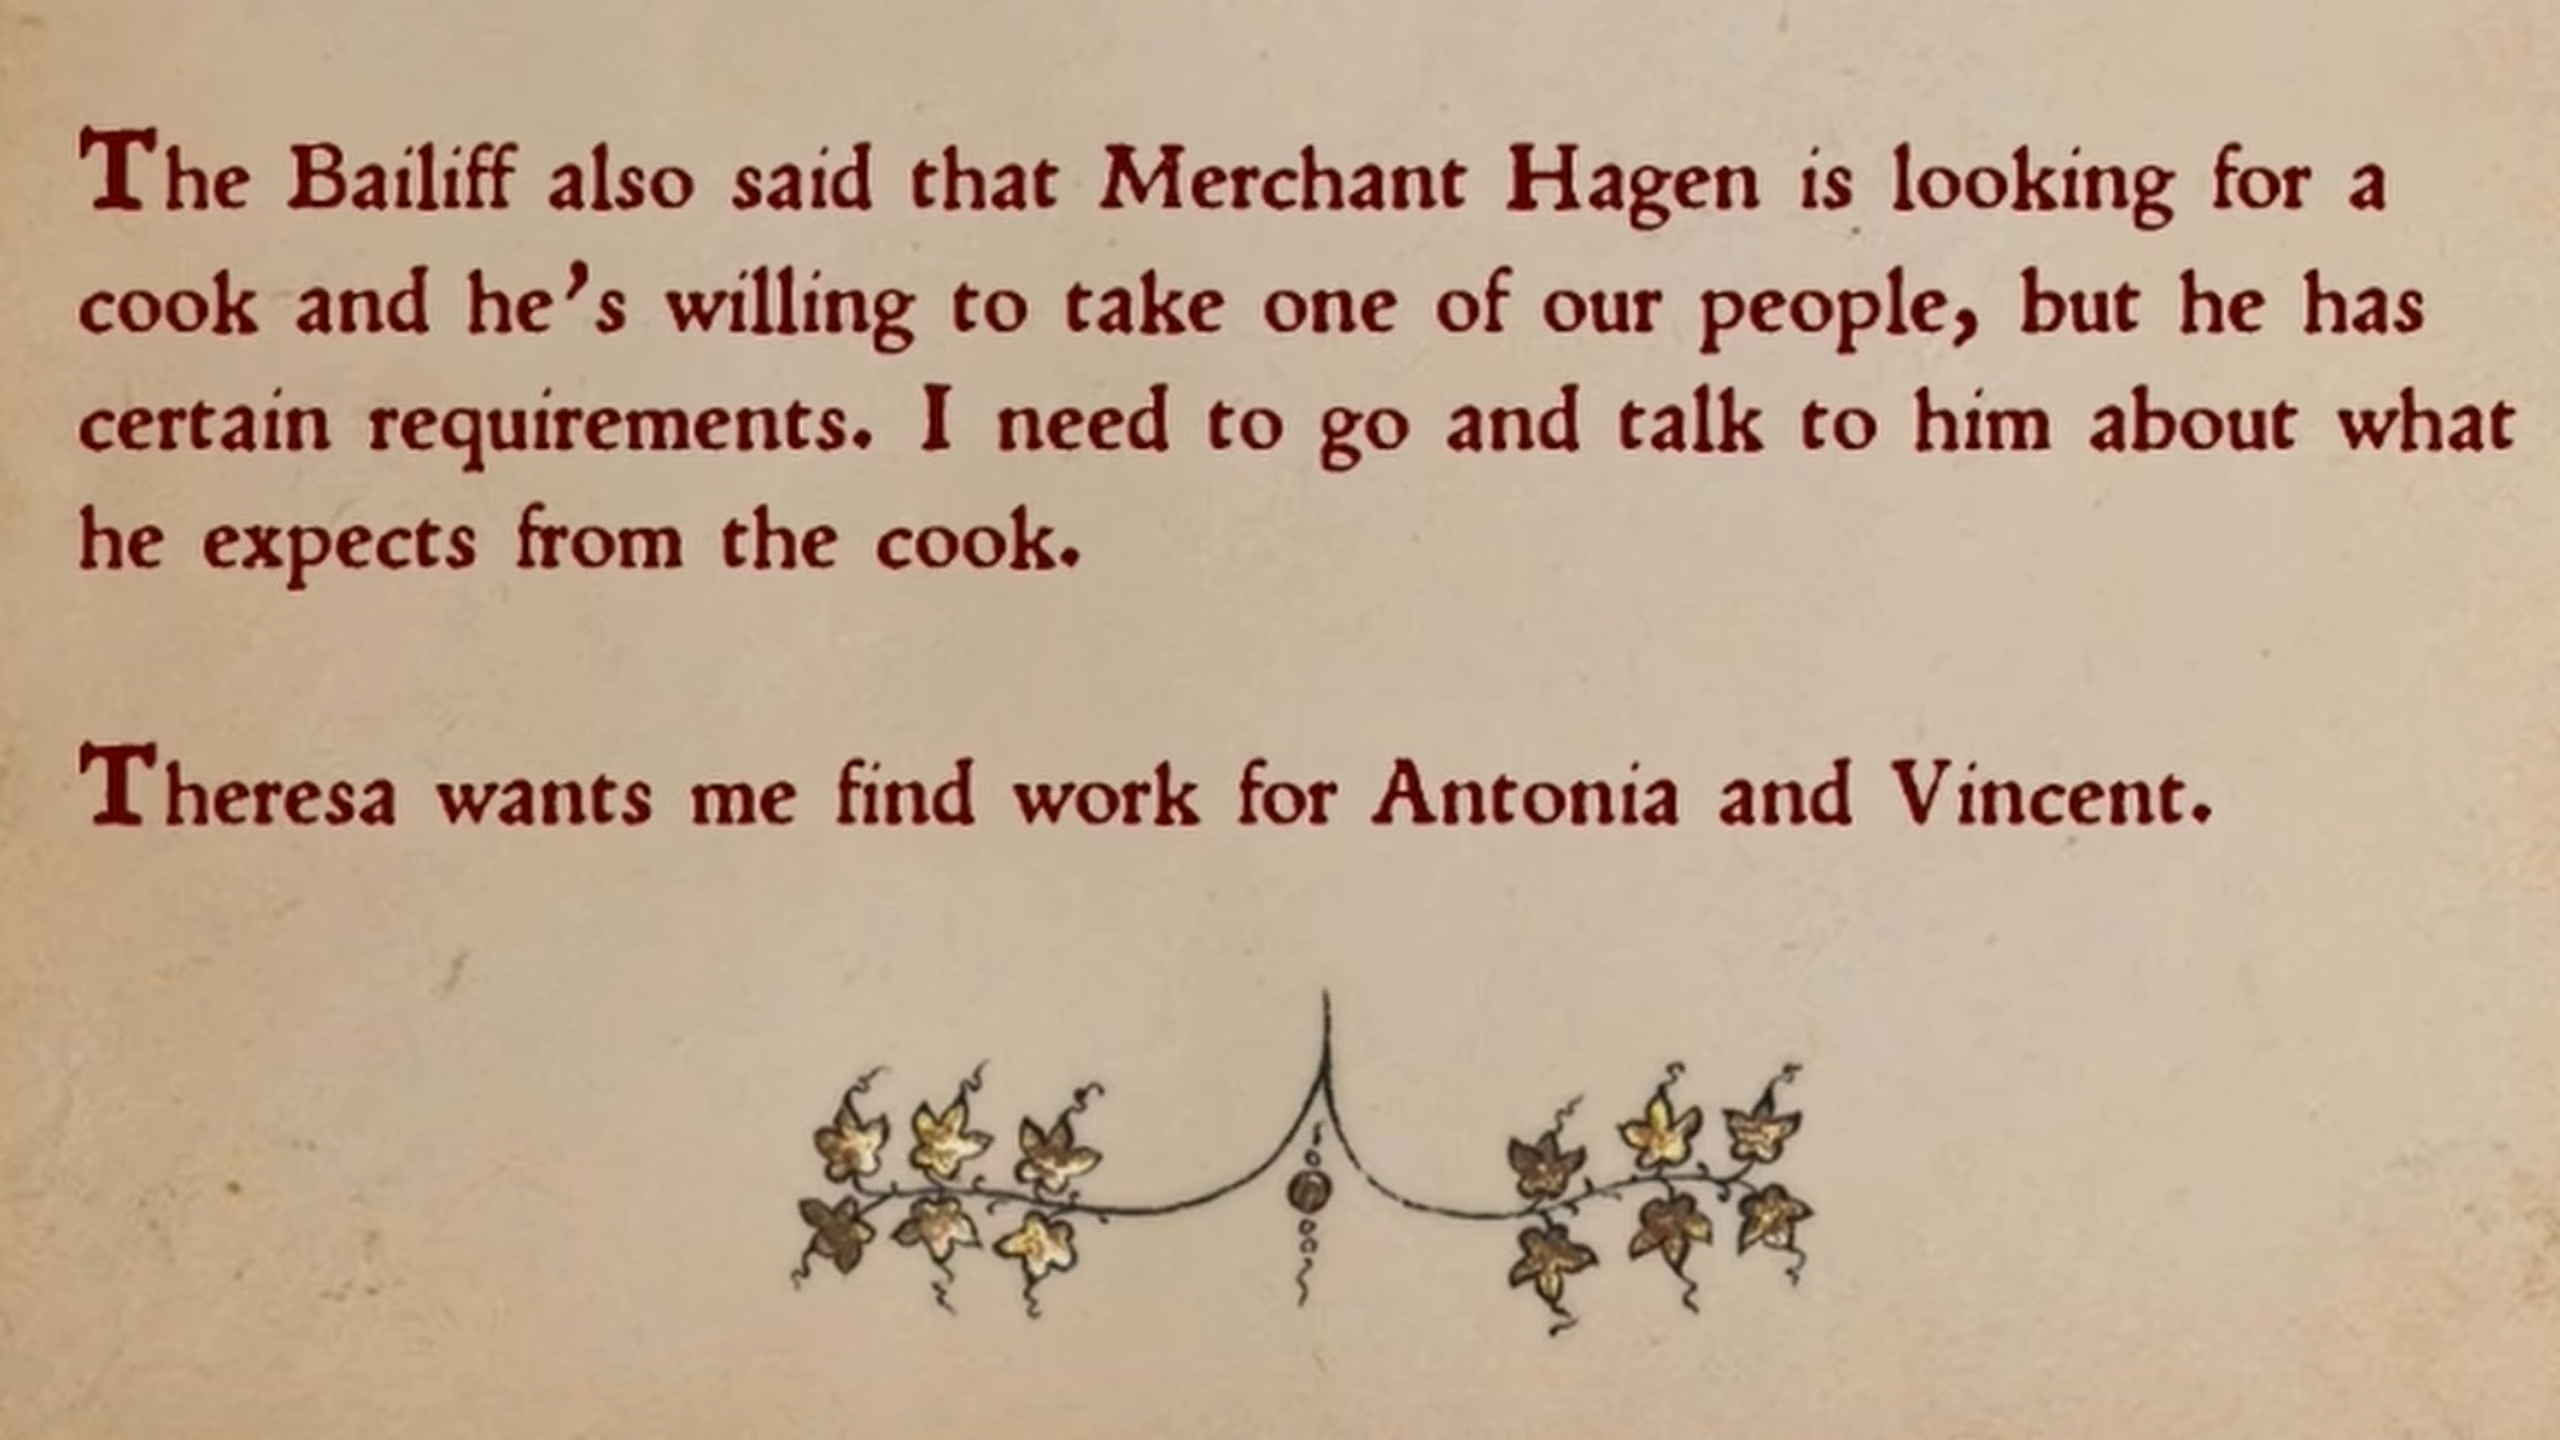 The Bailiff also said that Merchant Hagen is looking for a
cook and he’s willing to take one of our people, but he has
certain requirements. I need to go and talk to him about what
he expects from the cook.
Theresa wants me find work for Antonia and Vincent.